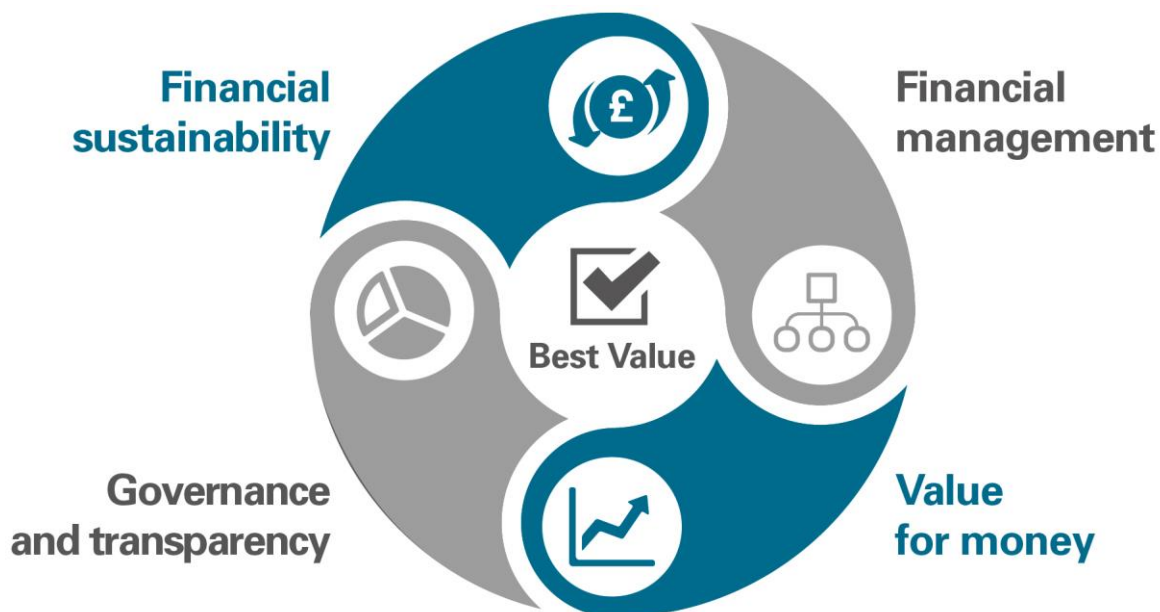 Financial
sustainability
Financial
management
£
Best Value
Governance
and transparency
Value
for money